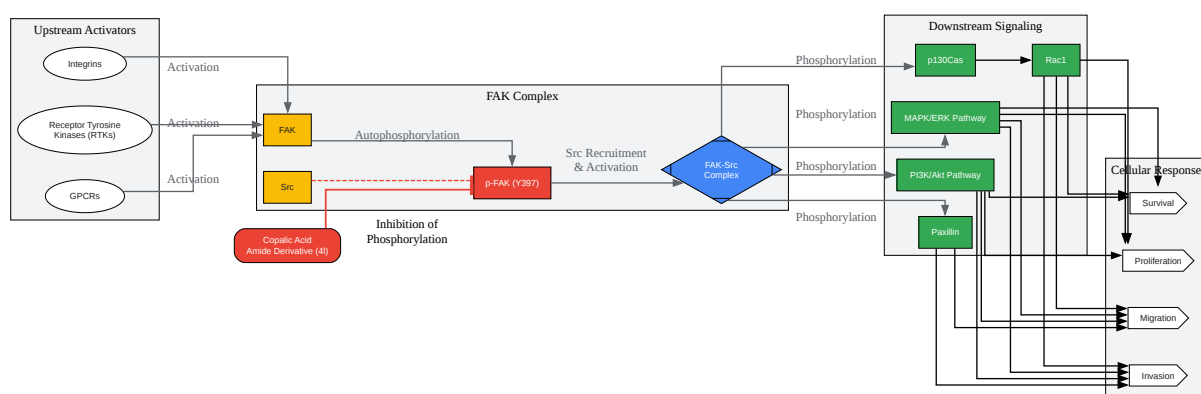 Upstream Activators
Integrins
Receptor Tyrosine
Kinases (RTKs)
GPCRs
Activation
Activation
Activation
FAK Complex
FAK
Src
Autophosphorylation
p-FAK (Y397)
Src Recruitment
& Activation
FAK-Src
Complex
Copalic Acid
Amide Derivative (4l)
Inhibition of
Phosphorylation
Phosphorylation
Phosphorylation
Phosphorylation
Phosphorylation
Downstream Signaling
p130Cas
Rac1
MAPK/ERK Pathway
PI3K/Akt Pathway
Paxillin
Cellular Response
Survival
Proliferation
Migration
Invasion